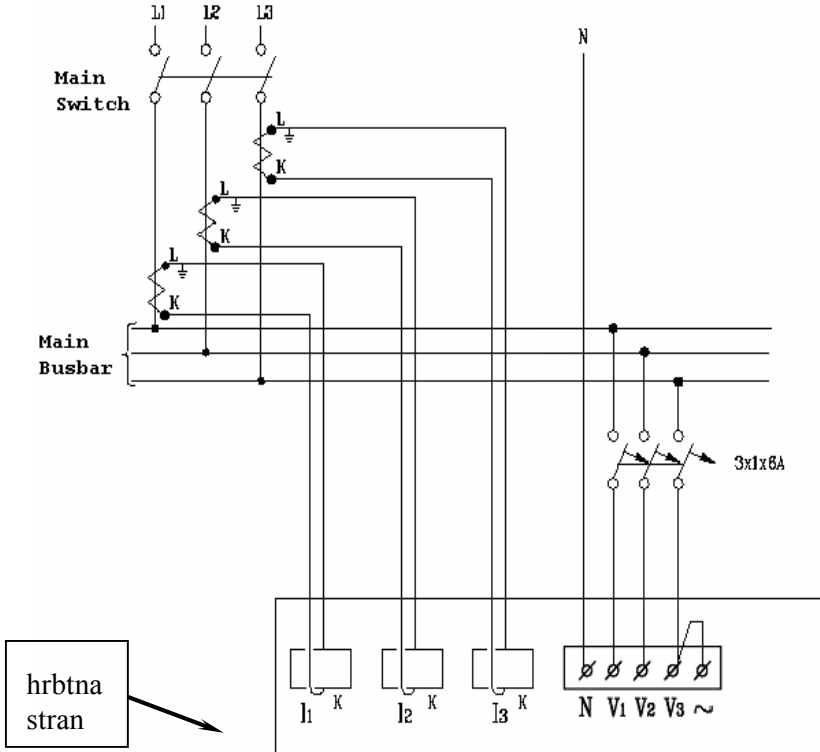 L1 L2 L3
N
Main
Switch
L
K
L
K
L
K
Main
Busbar
3x1x6A
hrbtna
stran
I1 K I2 K I3 K
N V1 V2 V3 ~